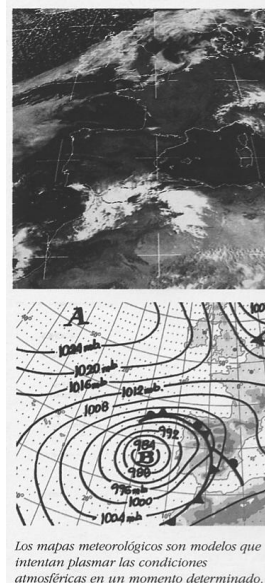 A
1024 mb
1020 mb
1016 mb
1012 mb
1008
992
984
B
988
996 mb
1000
1004 mb
Los mapas meteorológicos son modelos que
intentan plasmar las condiciones
atmosféricas en un momento determinado